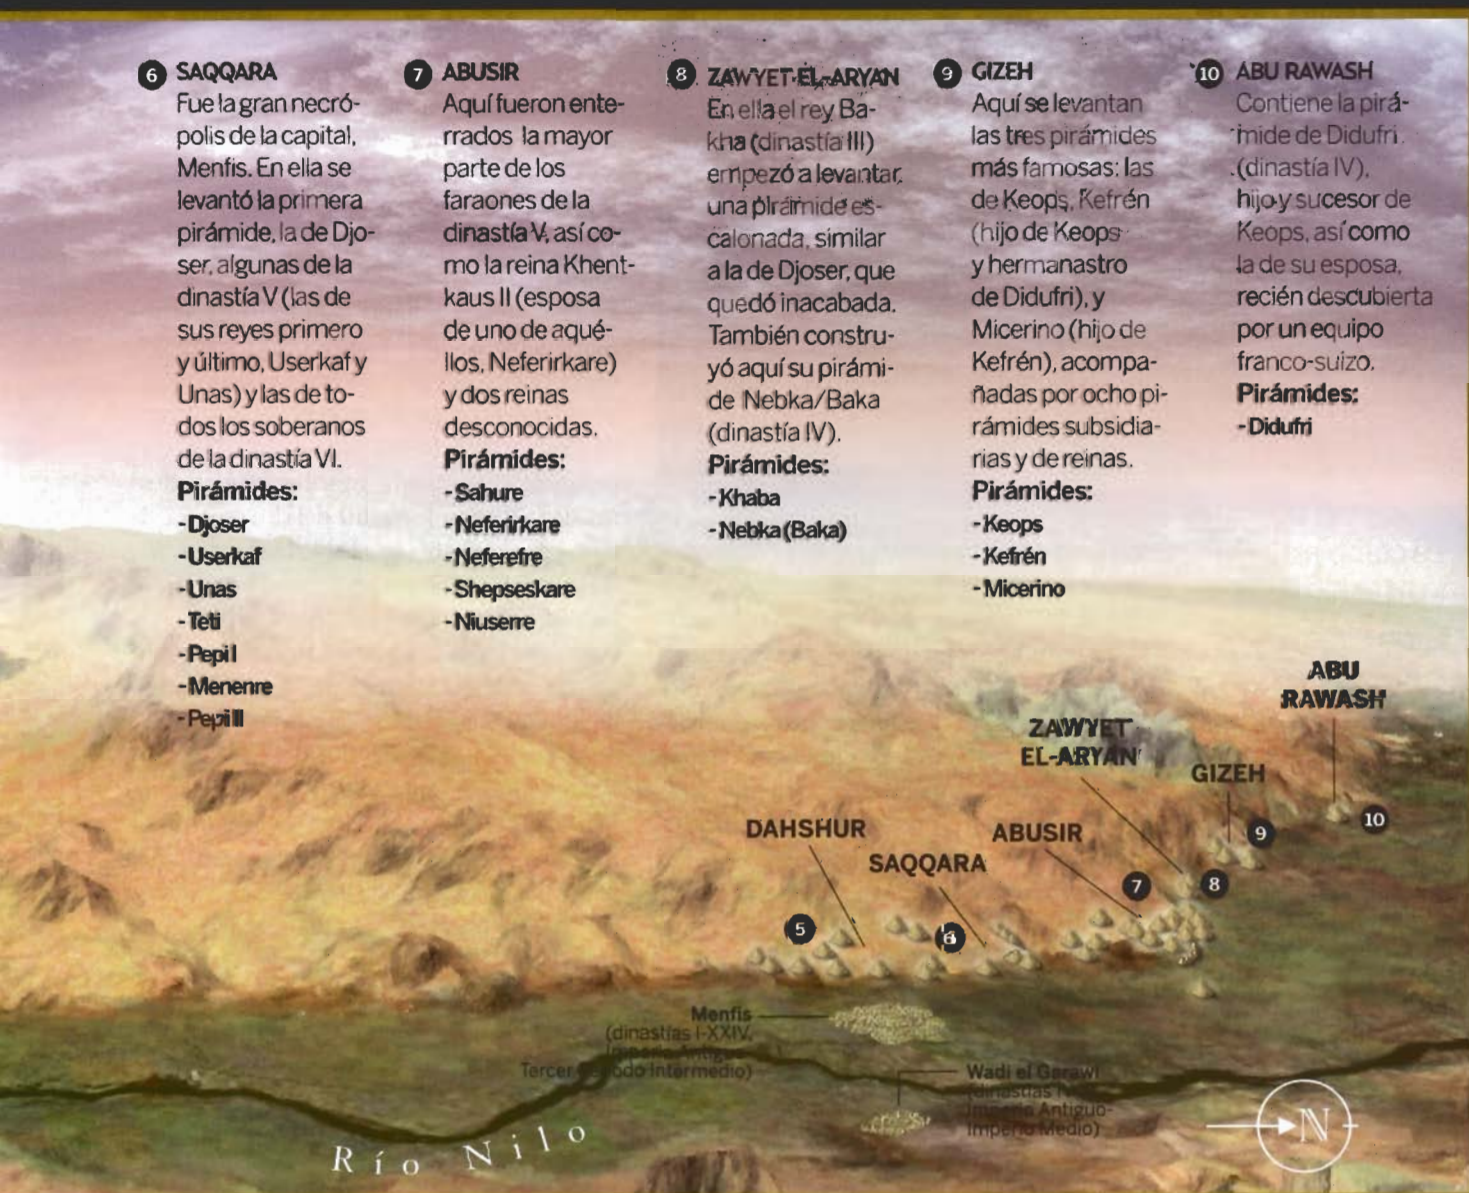 6 SAQQARA
Fue la gran necró-
polis de la capital,
Menfis. En ella se
levantó la primera
pirámide, la de Djo-
ser, algunas de la
dinastía V (las de
sus reyes primero
y último, Userkaf y
Unas) y las de to-
dos los soberanos
de la dinastía VI.
Pirámides:
-Djoser
-Userkaf
-Unas
-Teti
-Pepi I
-Menenre
-Pepi II
7 ABUSIR
Aquí fueron ente-
rrados la mayor
parte de los
faraones de la
dinastía V, así co-
mo la reina Khent-
kaus II (esposa
de uno de aqué-
llos, Neferirkare)
y dos reinas
desconocidas.
Pirámides:
-Sahure
-Neferirkare
-Neferefre
-Shepseskare
-Niuserre
8 ZAWYET-EL-ARYAN
En ella el rey Ba-
kha (dinastía III)
empezó a levantar
una pirámide es-
calonada, similar
a la de Djoser, que
quedó inacabada.
También constru-
yó aquí su pirámi-
de Nebka/Baka
(dinastía IV).
Pirámides:
-Khaba
-Nebka (Baka)
9 GIZEH
Aquí se levantan
las tres pirámides
más famosas: las
de Keops, Kefrén
(hijo de Keops
y hermanastro
de Didufri), y
Micerino (hijo de
Kefrén), acompa-
ñadas por ocho pi-
rámides subsidia-
rias y de reinas.
Pirámides:
-Keops
-Kefrén
-Micerino
10 ABU RAWASH
Contiene la pirá-
mide de Didufri
(dinastía IV),
hijo y sucesor de
Keops, así como
la de su esposa,
recién descubierta
por un equipo
franco-suizo.
Pirámides:
-Didufri
ABU
RAWASH
ZAWYET
EL-ARYAN
GIZEH
DAHSHUR
ABUSIR
SAQQARA
10
9
8
7
6
5
Menfis
(dinastías I-XXIV,
Imperio Antiguo-
Tercer Período Intermedio)
Wadi el Garawi
(dinastías
Imperio Antiguo-
Imperio Medio)
Río Nilo
N